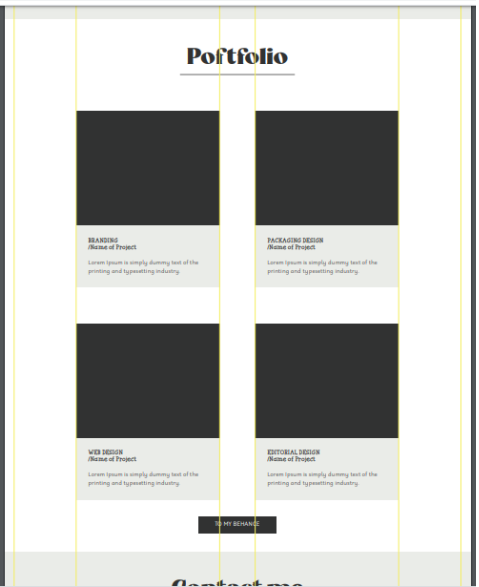 Portfolio
BRANDING
/Name of Project
Lorem Ipsum is simply dummy text of the
printing and typesetting industry.
PACKAGING DESIGN
/Name of Project
Lorem Ipsum is simply dummy text of the
printing and typesetting industry.
WEB DESIGN
/Name of Project
Lorem Ipsum is simply dummy text of the
printing and typesetting industry.
EDITORIAL DESIGN
/Name of Project
Lorem Ipsum is simply dummy text of the
printing and typesetting industry.
TO MY BEHANCE
Contact me